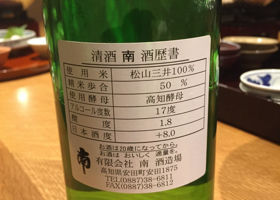 清酒 南 酒歴書
使用米 松山三井100%
精米歩合 50 %
使用酵母 高知酵母
アルコール度数 17度
酸度 1.8
日本酒度 +8.0
お酒は20歳になってから。
お酒は おいしく 適量を。
南 有限会社 南 酒造場
高知県安田町安田1875
TEL(0887)38-6811
FAX(0887)38-6812